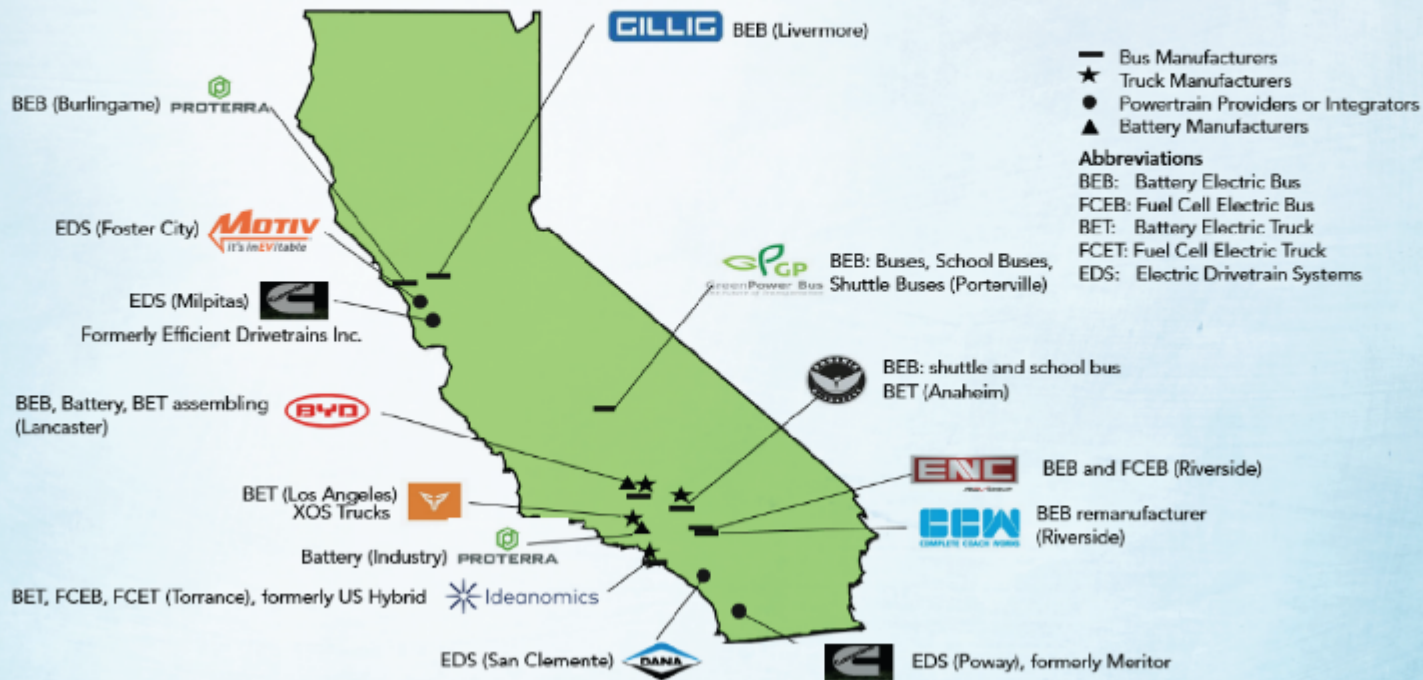 GILLIG BEB (Livermore)
BEB (Burlingame) PROTERRA
EDS (Foster City) MOTIV
it's inEVitable
EDS (Milpitas)
Formerly Efficient Drivetrains Inc.
BEB, Battery, BET assembling
(Lancaster)
BYD
BET (Los Angeles)
XOS Trucks
Battery (Industry) PROTERRA
BET, FCEB, FCET (Torrance), formerly US Hybrid Ideanomics
EDS (San Clemente) DANA
EDS (Poway), formerly Meritor
GP GP
GreenPower Bus
BEB: Buses, School Buses,
Shuttle Buses (Porterville)
BEB: shuttle and school bus
BET (Anaheim)
ENC BEB and FCEB (Riverside)
CCW
COMPLETE COACH WORKS
BEB remanufacturer
(Riverside)
Bus Manufacturers
Truck Manufacturers
Powertrain Providers or Integrators
Battery Manufacturers
Abbreviations
BEB: Battery Electric Bus
FCEB: Fuel Cell Electric Bus
BET: Battery Electric Truck
FCET: Fuel Cell Electric Truck
EDS: Electric Drivetrain Systems